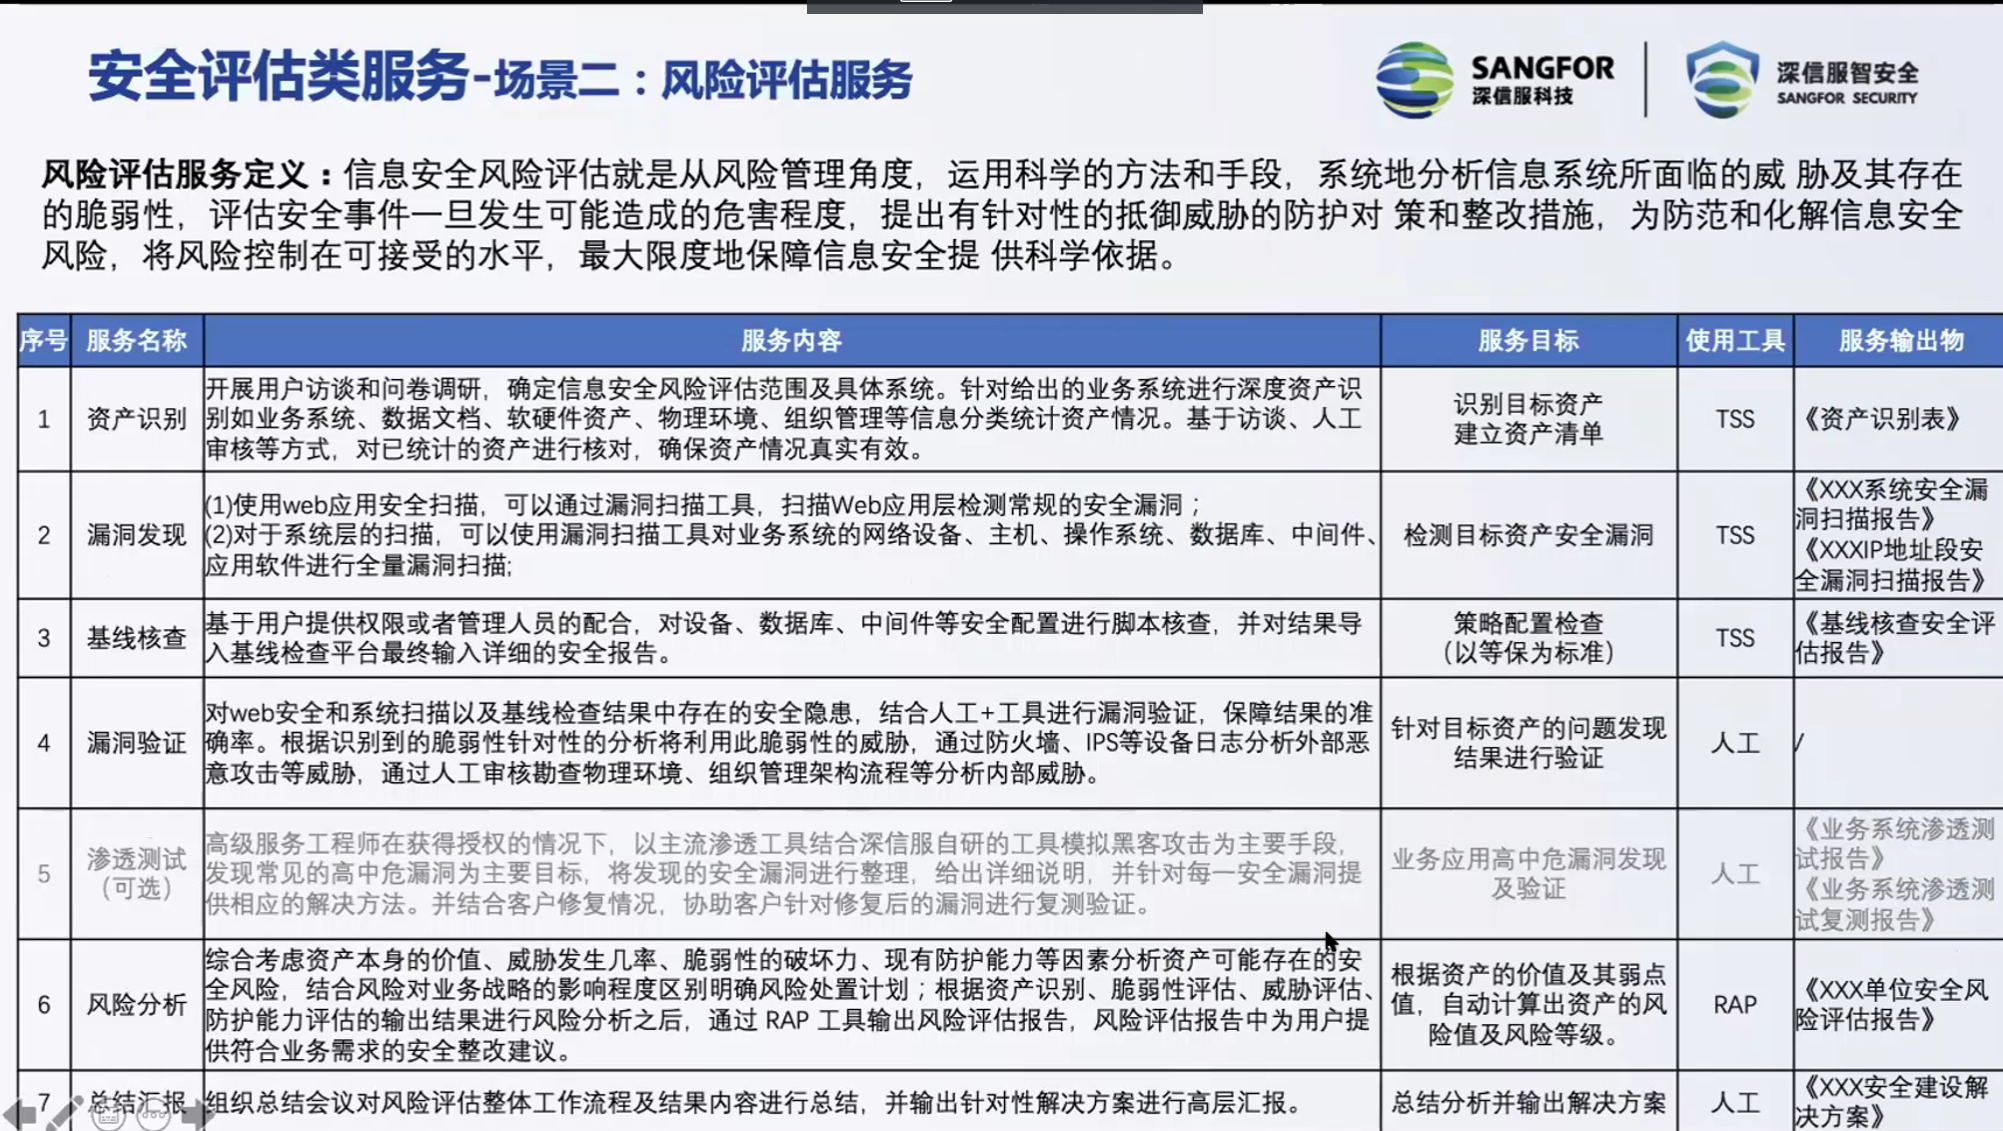 安全评估类服务-场景二：风险评估服务
SANGFOR
深信服科技
深信服智安全
SANGFOR SECURITY
风险评估服务定义：信息安全风险评估就是从风险管理角度，运用科学的方法和手段，系统地分析信息系统所面临的威 胁及其存在
的脆弱性，评估安全事件一旦发生可能造成的危害程度，提出有针对性的抵御威胁的防护对 策和整改措施，为防范和化解信息安全
风险，将风险控制在可接受的水平，最大限度地保障信息安全提 供科学依据。
序号 服务名称 服务内容 服务目标 使用工具 服务输出物
1
资产识别
开展用户访谈和问卷调研，确定信息安全风险评估范围及具体系统。针对给出的业务系统进行深度资产识
别如业务系统、数据文档、软硬件资产、物理环境、组织管理等信息分类统计资产情况。基于访谈、人工
审核等方式，对已统计的资产进行核对，确保资产情况真实有效。
识别目标资产
建立资产清单
TSS
《资产识别表》
2
漏洞发现
(1)使用web应用安全扫描，可以通过漏洞扫描工具，扫描Web应用层检测常规的安全漏洞；
(2)对于系统层的扫描，可以使用漏洞扫描工具对业务系统的网络设备、主机、操作系统、数据库、中间件、
应用软件进行全量漏洞扫描;
检测目标资产安全漏洞
TSS
《XXX系统安全漏
洞扫描报告》
《XXXIP地址段安
全漏洞扫描报告》
3
基线核查
基于用户提供权限或者管理人员的配合，对设备、数据库、中间件等安全配置进行脚本核查，并对结果导
入基线检查平台最终输入详细的安全报告。
策略配置检查
（以等保为标准）
TSS
《基线核查安全评
估报告》
4
漏洞验证
对web安全和系统扫描以及基线检查结果中存在的安全隐患，结合人工+工具进行漏洞验证，保障结果的准
确率。根据识别到的脆弱性针对性的分析将利用此脆弱性的威胁，通过防火墙、IPS等设备日志分析外部恶
意攻击等威胁，通过人工审核勘查物理环境、组织管理架构流程等分析内部威胁。
针对目标资产的问题发现
结果进行验证
人工
/
5
渗透测试
（可选）
高级服务工程师在获得授权的情况下，以主流渗透工具结合深信服自研的工具模拟黑客攻击为主要手段，
发现常见的高中危漏洞为主要目标，将发现的安全漏洞进行整理，给出详细说明，并针对每一安全漏洞提
供相应的解决方法。并结合客户修复情况，协助客户针对修复后的漏洞进行复测验证。
业务应用高中危漏洞发现
及验证
人工
《业务系统渗透测
试报告》
《业务系统渗透测
试复测报告》
6
风险分析
综合考虑资产本身的价值、威胁发生几率、脆弱性的破坏力、现有防护能力等因素分析资产可能存在的安
全风险，结合风险对业务战略的影响程度区别明确风险处置计划；根据资产识别、脆弱性评估、威胁评估、
防护能力评估的输出结果进行风险分析之后，通过 RAP 工具输出风险评估报告，风险评估报告中为用户提
供符合业务需求的安全整改建议。
根据资产的价值及其弱点
值，自动计算出资产的风
险值及风险等级。
RAP
《XXX单位安全风
险评估报告》
7
总结汇报
组织总结会议对风险评估整体工作流程及结果内容进行总结，并输出针对性解决方案进行高层汇报。
总结分析并输出解决方案
人工
《XXX安全建设解
决方案》